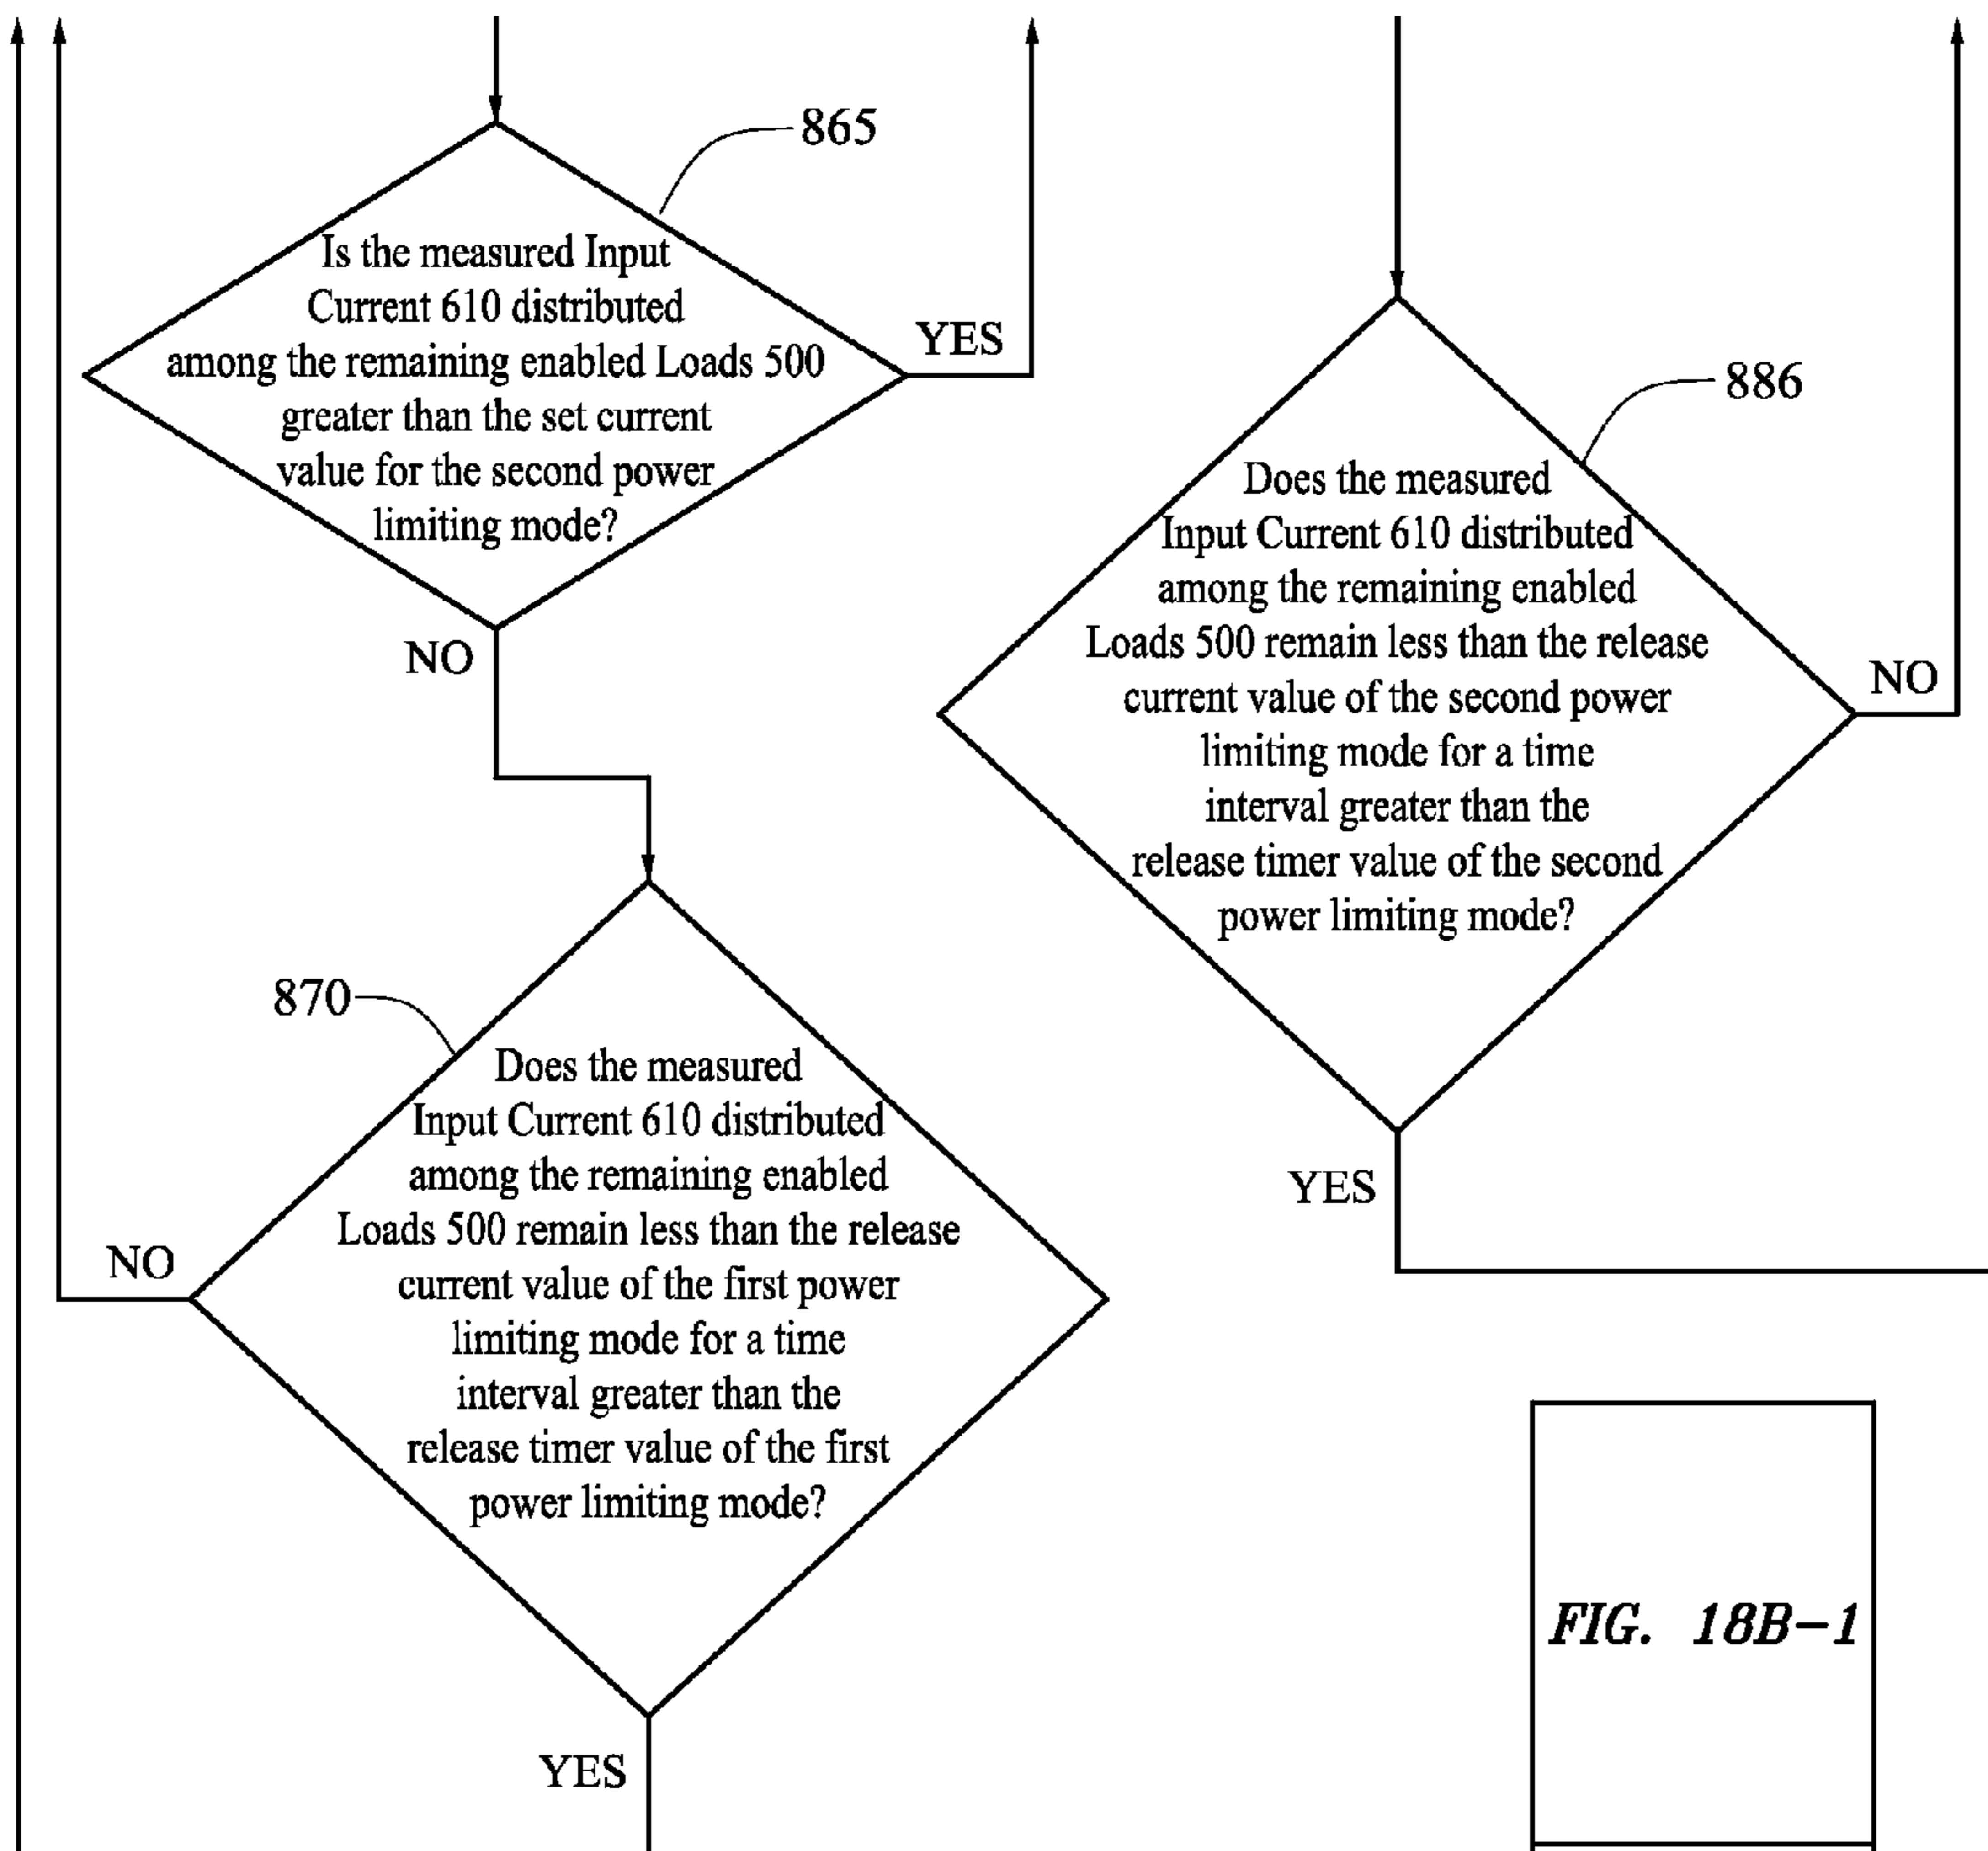 865
Is the measured Input
Current 610 distributed
among the remaining enabled Loads 500
greater than the set current
value for the second power
limiting mode?
YES
NO
886
Does the measured
Input Current 610 distributed
among the remaining enabled
Loads 500 remain less than the release
current value of the second power
limiting mode for a time
interval greater than the
release timer value of the second
power limiting mode?
NO
YES
870
Does the measured
Input Current 610 distributed
among the remaining enabled
Loads 500 remain less than the release
current value of the first power
limiting mode for a time
interval greater than the
release timer value of the first
power limiting mode?
NO
YES
FIG. 18B-1